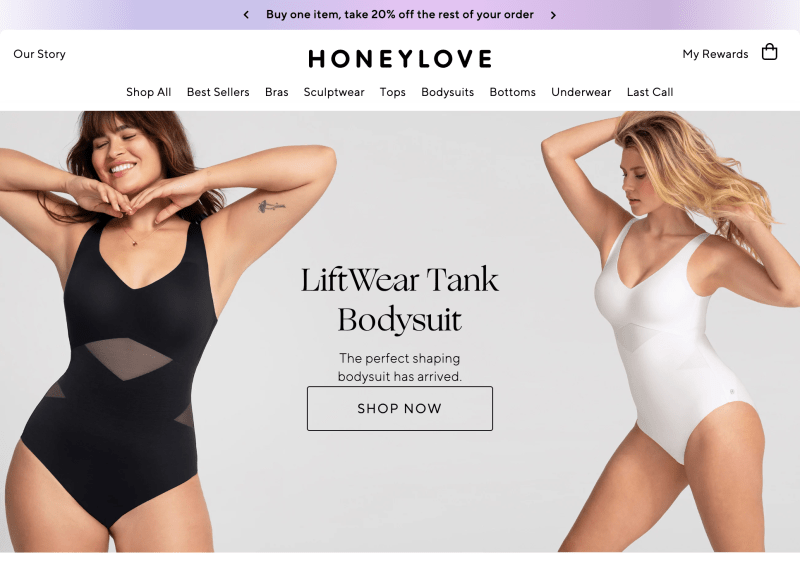 Buy one item, take 20% off the rest of your order
Our Story
HONEYLOVE
My Rewards
Shop All Best Sellers Bras Sculptwear Tops Bodysuits Bottoms Underwear Last Call
LiftWear Tank
Bodysuit
The perfect shaping
bodysuit has arrived.
SHOP NOW